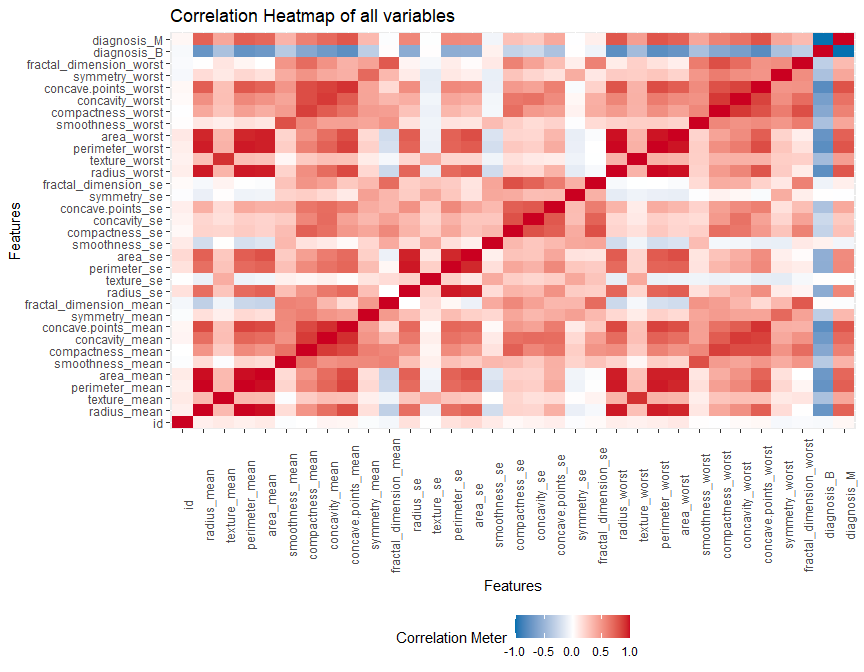 Correlation Heatmap of all variables
diagnosis_M
diagnosis_B
fractal_dimension_worst
symmetry_worst
concave.points_worst
concavity_worst
compactness_worst
smoothness_worst
area_worst
perimeter_worst
texture_worst
radius_worst
fractal_dimension_se
symmetry_se
concave.points_se
concavity_se
compactness_se
smoothness_se
area_se
perimeter_se
texture_se
radius_se
fractal_dimension_mean
symmetry_mean
concave.points_mean
concavity_mean
compactness_mean
smoothness_mean
area_mean
perimeter_mean
texture_mean
radius_mean
id
Features
id
radius_mean
texture_mean
perimeter_mean
area_mean
smoothness_mean
compactness_mean
concavity_mean
concave.points_mean
symmetry_mean
fractal_dimension_mean
radius_se
texture_se
perimeter_se
area_se
smoothness_se
compactness_se
concavity_se
concave.points_se
symmetry_se
fractal_dimension_se
radius_worst
texture_worst
perimeter_worst
area_worst
smoothness_worst
compactness_worst
concavity_worst
concave.points_worst
symmetry_worst
fractal_dimension_worst
diagnosis_B
diagnosis_M
Features
Correlation Meter
-1.0 -0.5 0.0 0.5 1.0